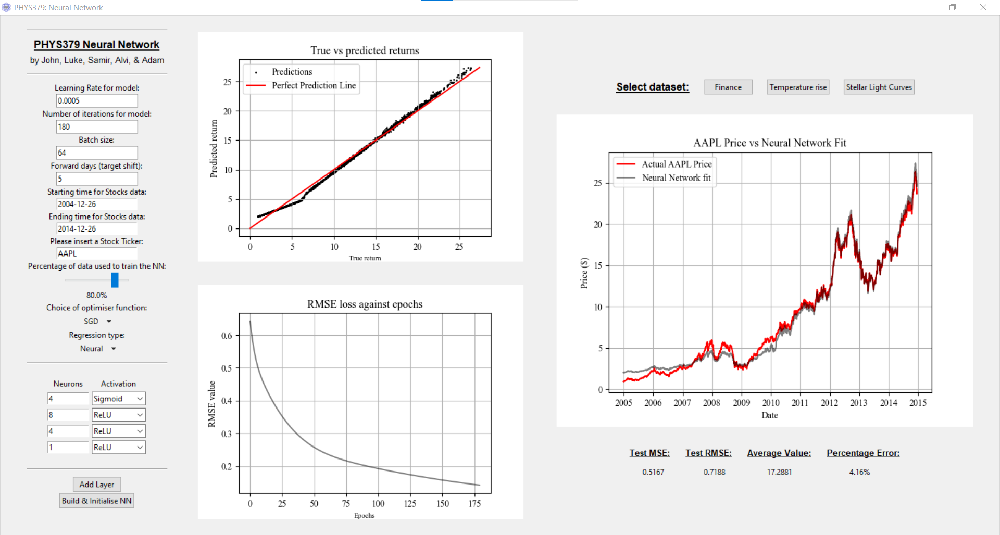 PHYS379: Neural Network
PHYS379 Neural Network
by John, Luke, Samir, Alvi, & Adam
Learning Rate for model:
0.0005
Number of iterations for model:
180
Batch size:
64
Forward days (target shift):
5
Starting time for Stocks data:
2004-12-26
Ending time for Stocks data:
2014-12-26
Please insert a Stock Ticker:
AAPL
Percentage of data used to train the NN:
80.0%
Choice of optimiser function:
SGD
Regression type:
Neural
Neurons Activation
4 Sigmoid
8 ReLU
4 ReLU
1 ReLU
Add Layer
Build & Initialise NN
True vs predicted returns
Predictions
Perfect Prediction Line
Predicted return
25
20
15
10
5
0
0 5 10 15 20 25
True return
RMSE loss against epochs
RMSE value
0.6
0.5
0.4
0.3
0.2
0 25 50 75 100 125 150 175
Epochs
Select dataset: Finance Temperature rise Stellar Light Curves
AAPL Price vs Neural Network Fit
Actual AAPL Price
Neural Network fit
Price ($)
25
20
15
10
5
0
2005 2006 2007 2008 2009 2010 2011 2012 2013 2014 2015
Date
Test MSE: Test RMSE: Average Value: Percentage Error:
0.5167 0.7188 17.2881 4.16%